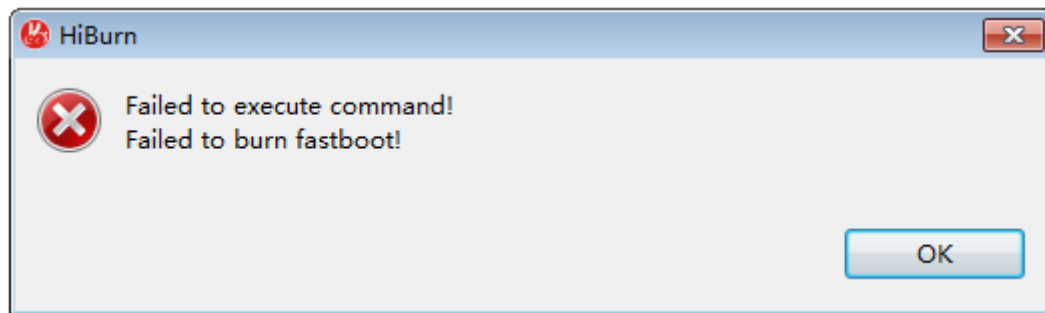 HiBurn
Failed to execute command!
Failed to burn fastboot!
OK